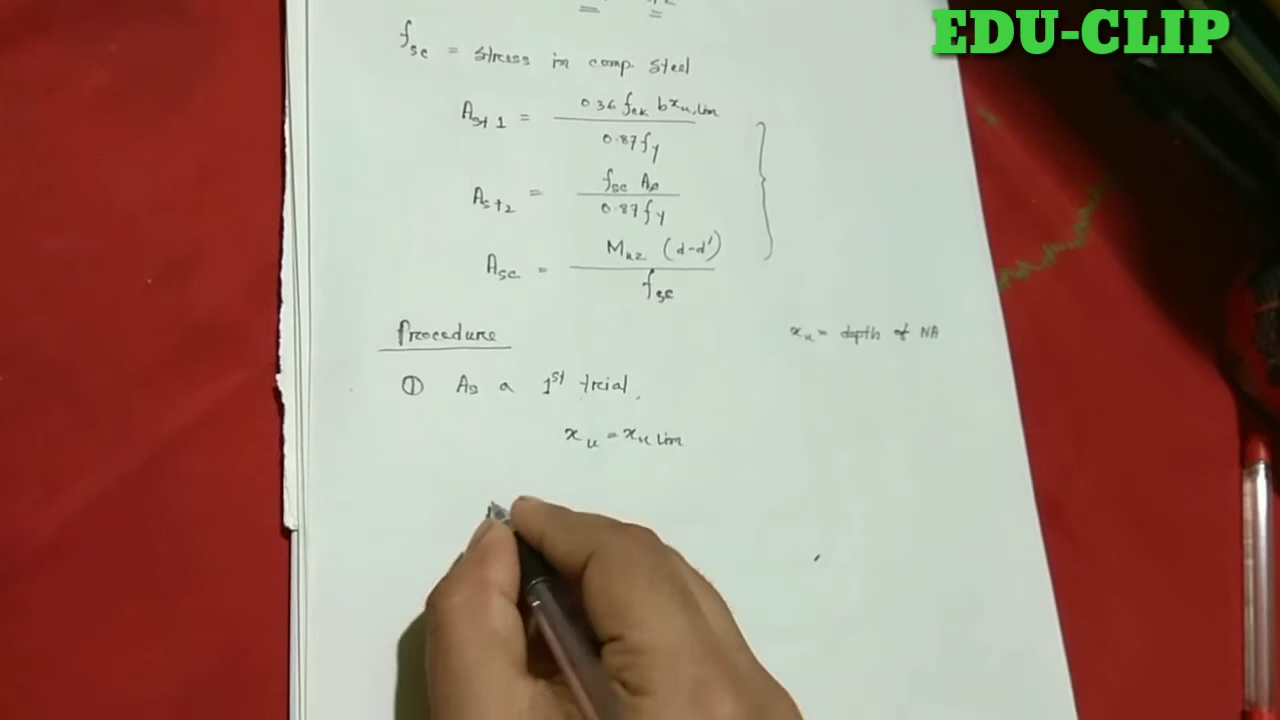 EDU-CLIP
fsc = stress in comp. steel
Ast1 = 0.36 fck b xu,lim / 0.87 fy
Ast2 = fsc As / 0.87 fy
Asc = Mu2 (d-d') / fsc
Procedure
xu = depth of NA
① As a 1st trial,
xu = xu lim